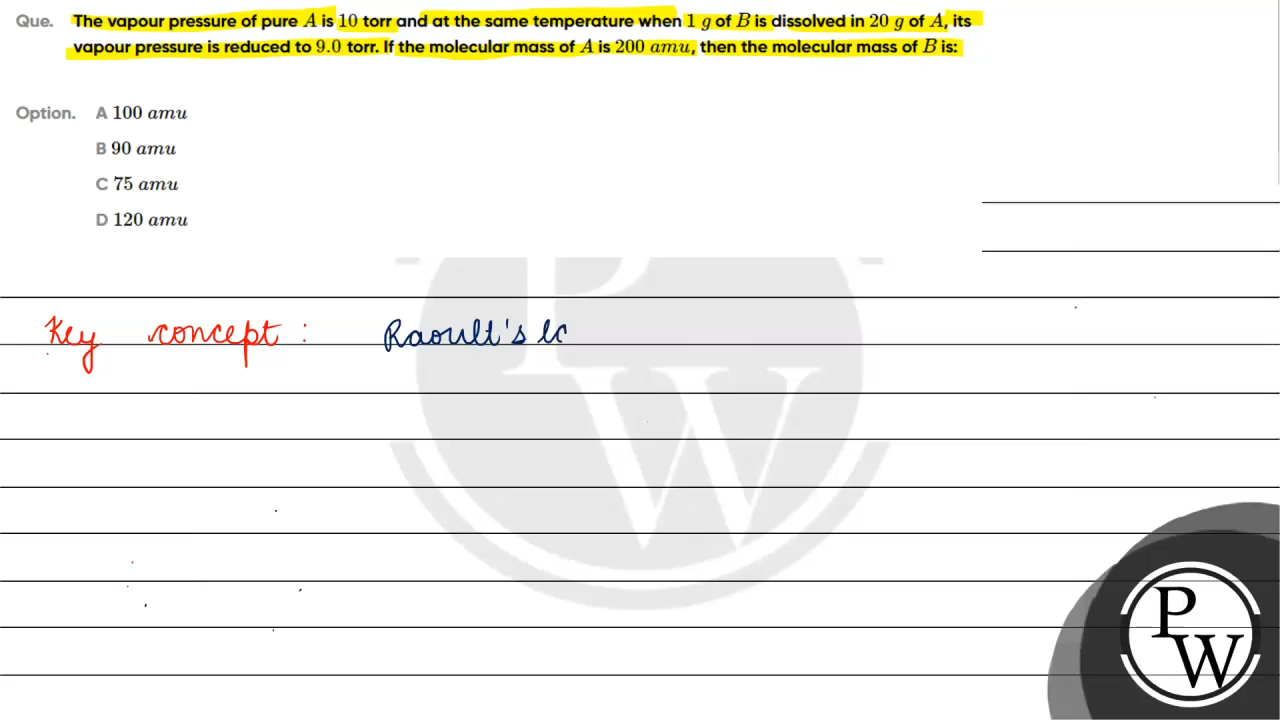 Que. The vapour pressure of pure A is 10 torr and at the same temperature when 1 g of B is dissolved in 20 g of A, its
vapour pressure is reduced to 9.0 torr. If the molecular mass of A is 200 amu, then the molecular mass of B is:
Option. A 100 amu
B 90 amu
C 75 amu
D 120 amu
Key concept : Raoult's la
P
W
P
W